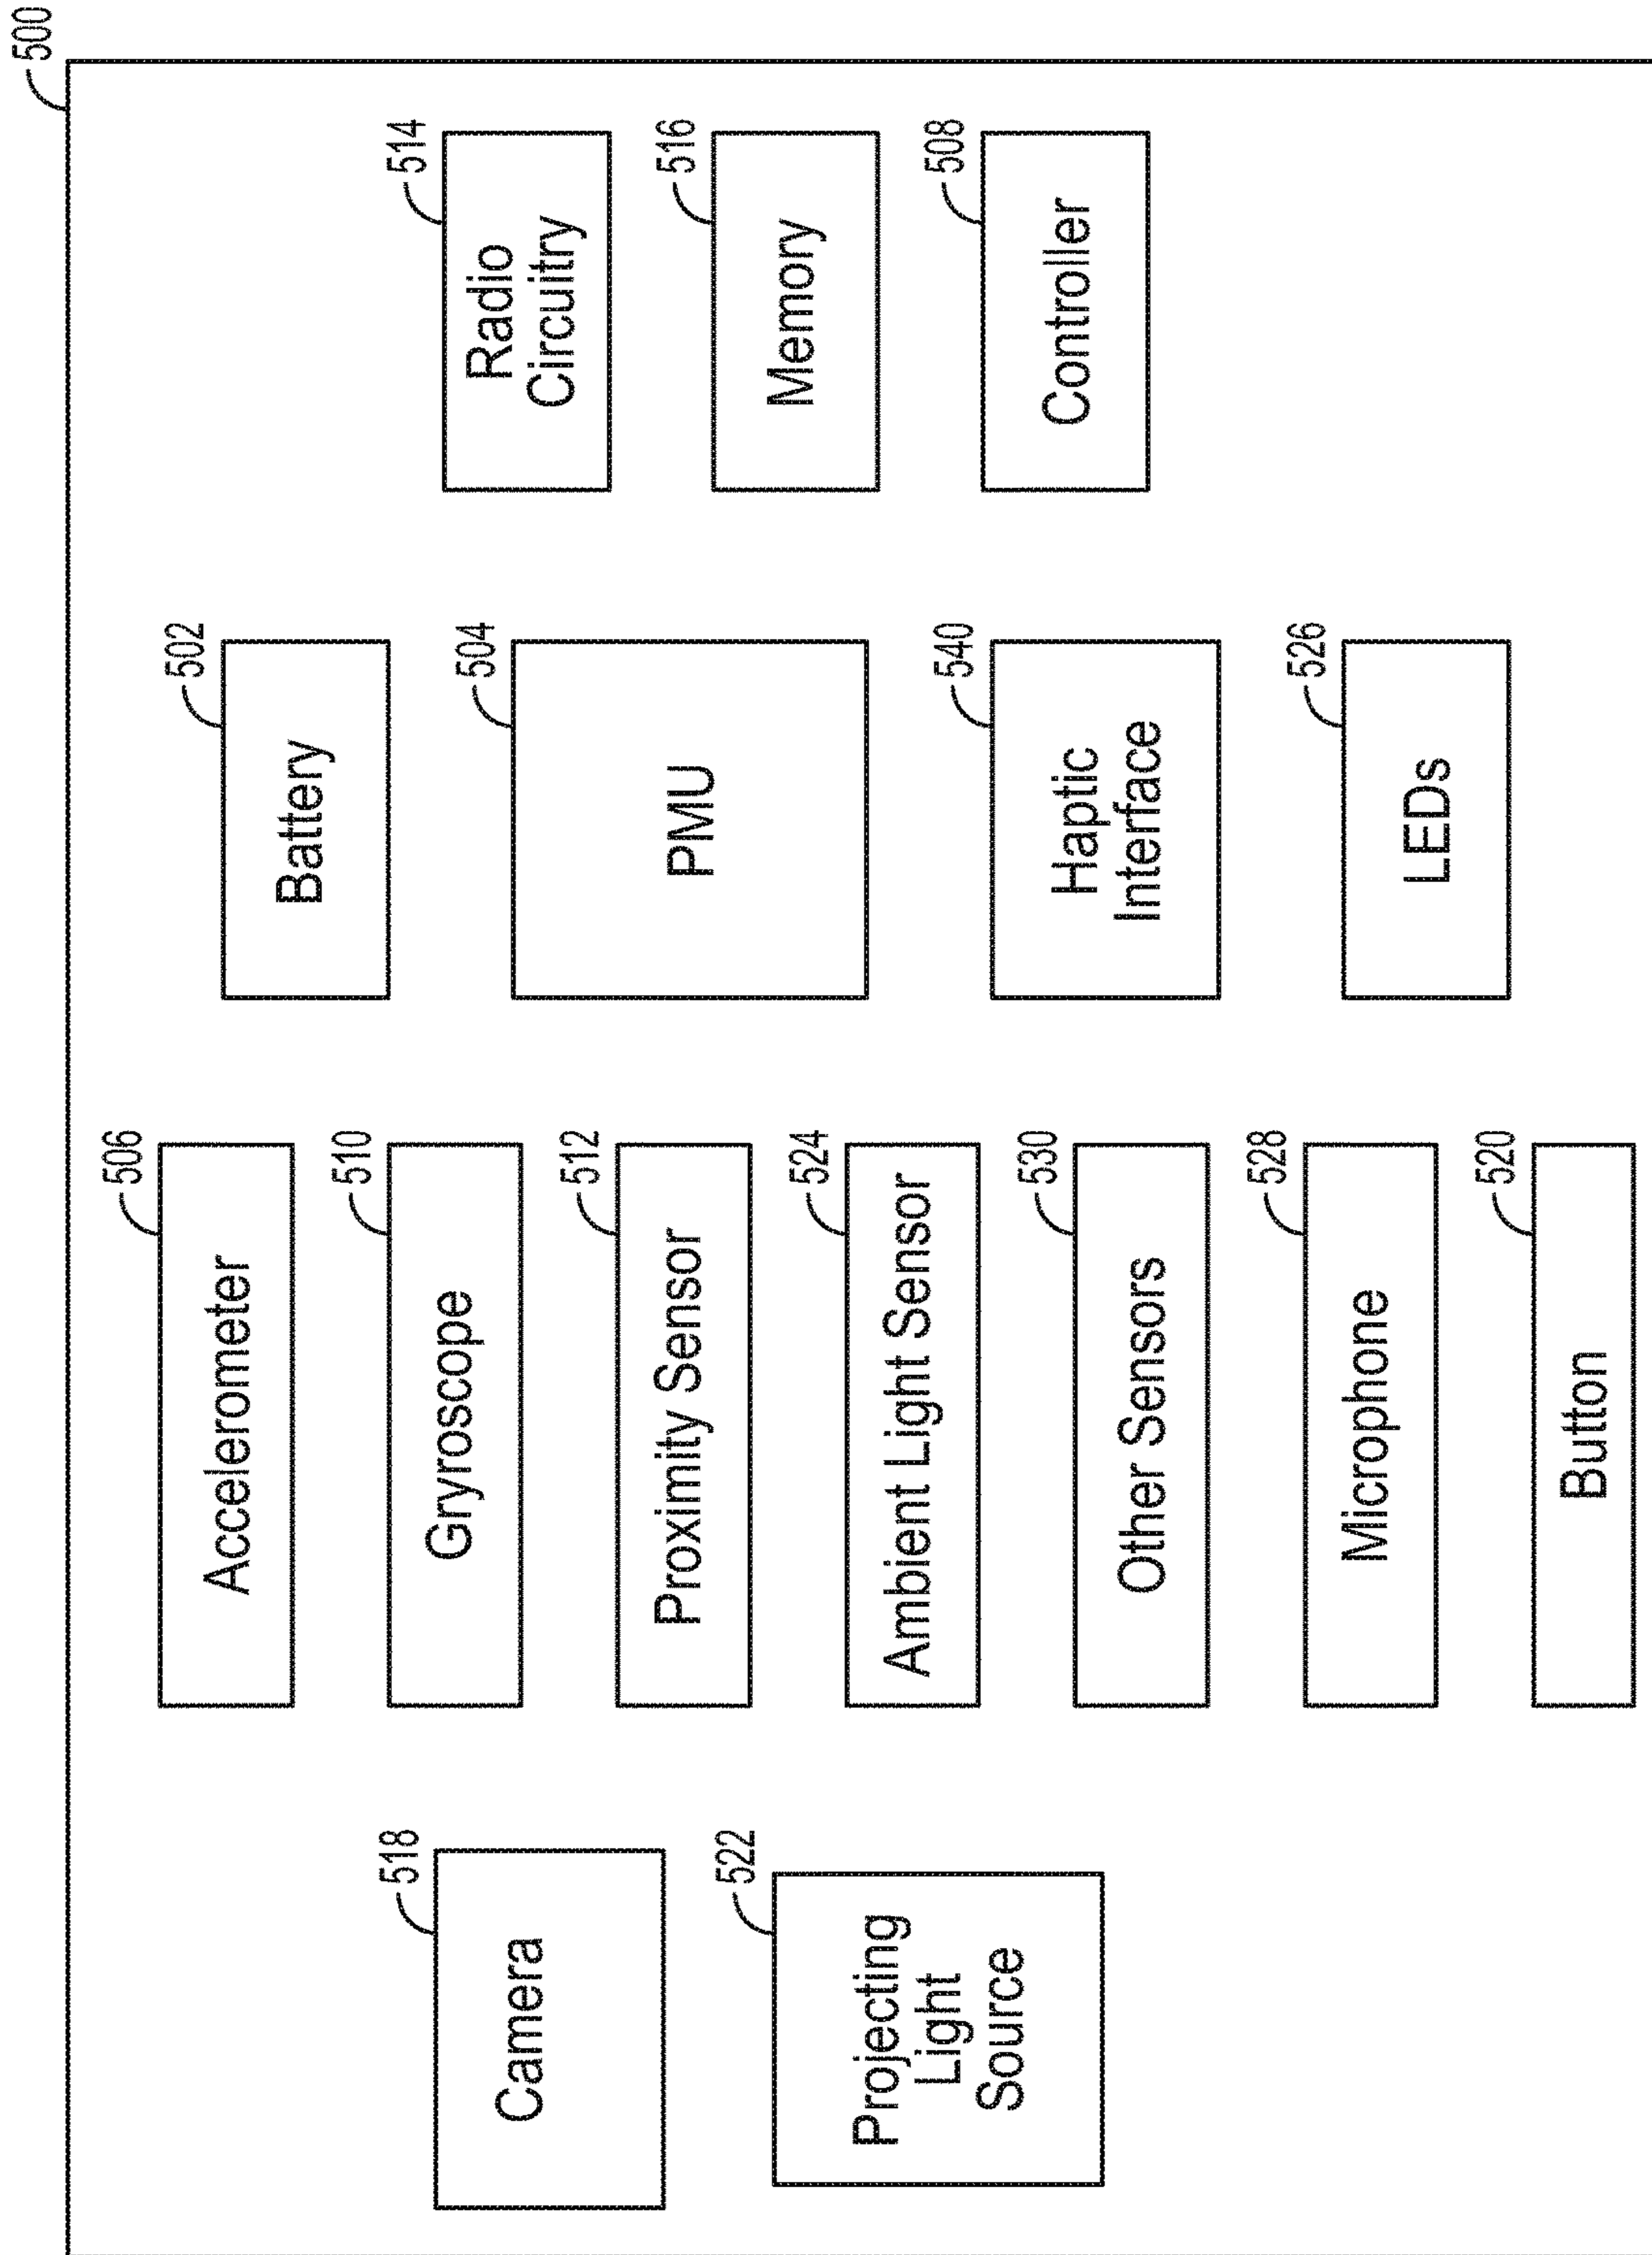 500
Camera
518
Projecting
Light
Source
522
Accelerometer
506
Gryroscope
510
Proximity Sensor
512
Ambient Light Sensor
524
Other Sensors
530
Microphone
528
Button
520
Battery
502
PMU
504
Haptic
Interface
540
LEDs
526
Radio
Circuitry
514
Memory
516
Controller
508